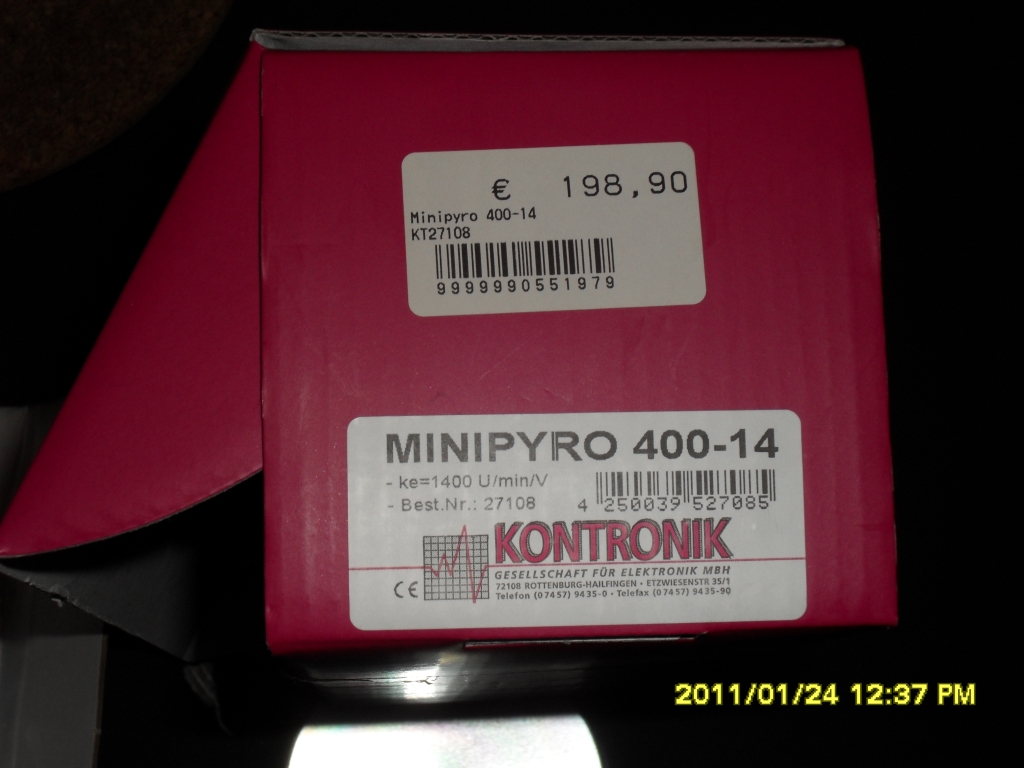 € 198,90
Minipyro 400-14
KT27108
9999990551979
MINIPYRO 400-14
- ke=1400 U/min/V
- Best.Nr.: 27108
4 250039 527085
KONTRONIK
GESELLSCHAFT FÜR ELEKTRONIK MBH
CE
72108 ROTTENBURG-HAILFINGEN · ETZWIESENSTR 35/1
Telefon (07457) 9435-0 · Telefax (07457) 9435-90
2011/01/24 12:37 PM